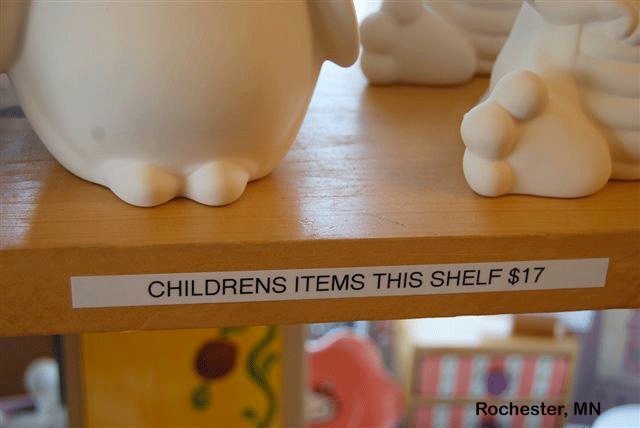 CHILDRENS ITEMS THIS SHELF $17
Rochester, MN